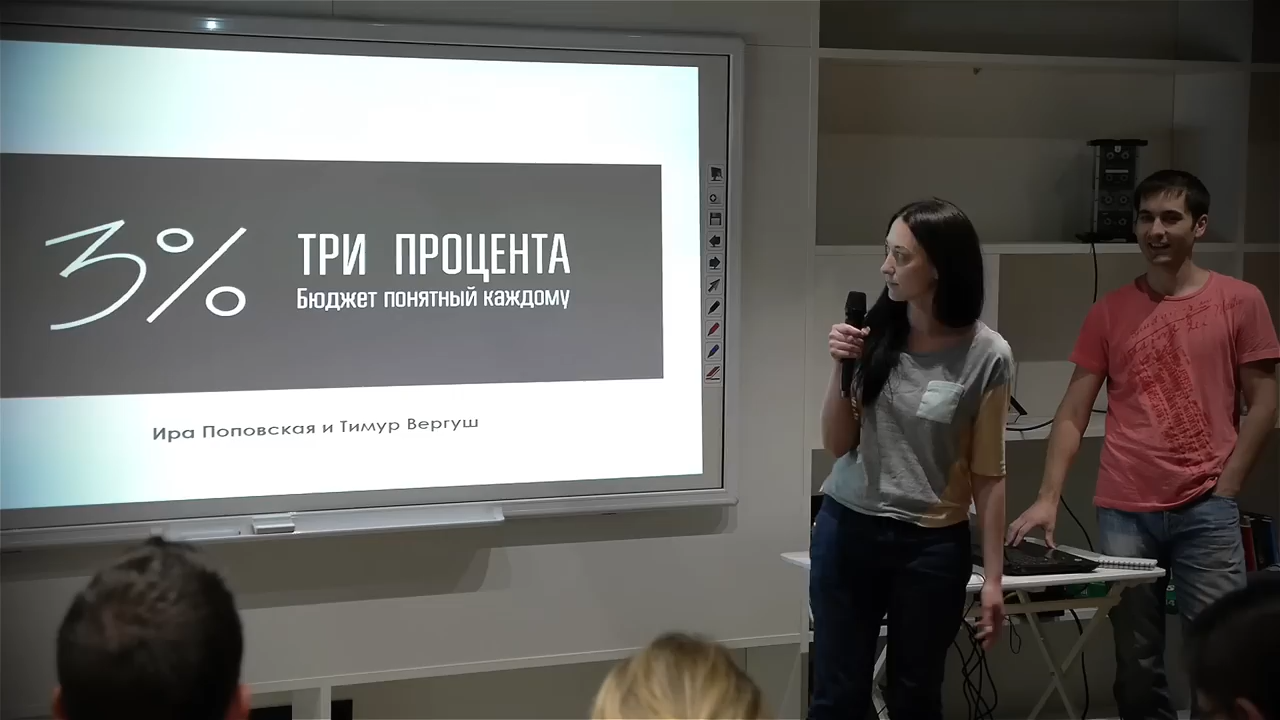 3%
ТРИ ПРОЦЕНТА
Бюджет понятный каждому
Ира Поповская и Тимур Вергуш